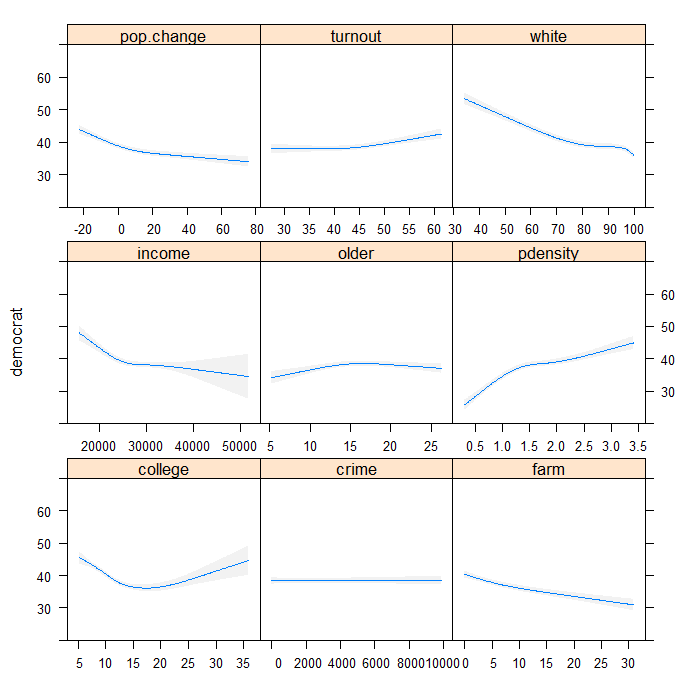 pop.change turnout white
60
50
40
30
-20 0 20 40 60 80 30 35 40 45 50 55 60 30 40 50 60 70 80 90 100
income older pdensity
60
50
40
30
20000 30000 40000 50000 5 10 15 20 25 0.5 1.0 1.5 2.0 2.5 3.0 3.5
college crime farm
60
50
40
30
5 10 15 20 25 30 35 0 2000 4000 6000 8000 10000 0 5 10 15 20 25 30
democrat